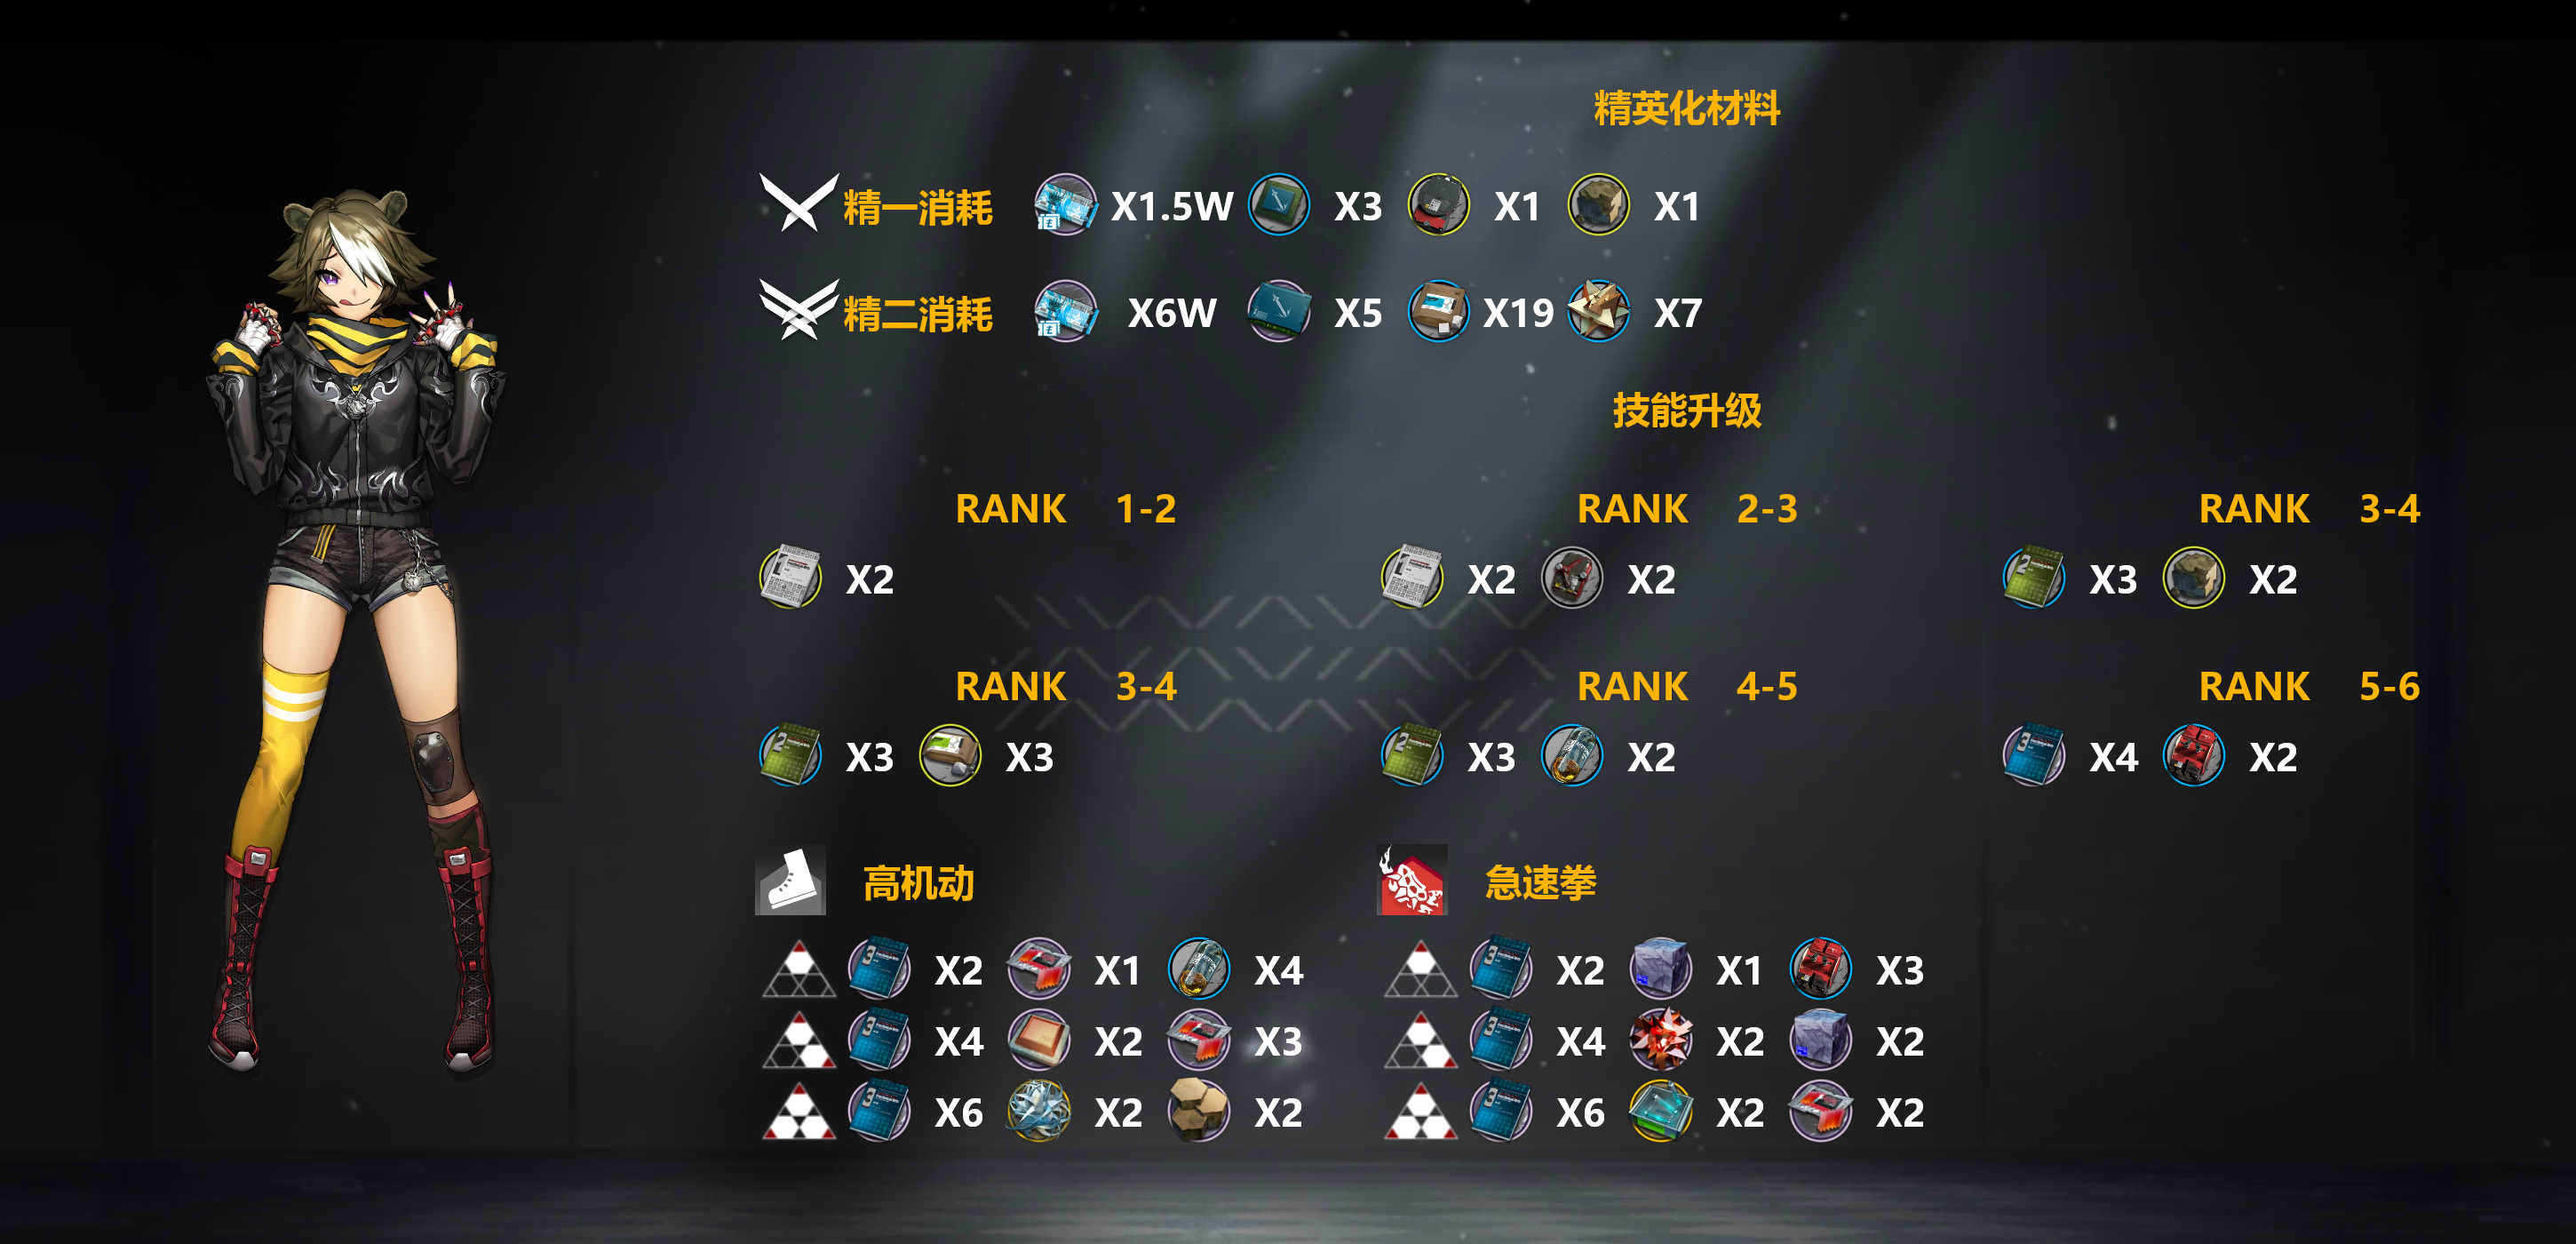 精英化材料
精一消耗 X1.5W X3 X1 X1
精二消耗 X6W X5 X19 X7
技能升级
RANK 1-2 RANK 2-3 RANK 3-4
X2 X2 X2 X3 X2
RANK 3-4 RANK 4-5 RANK 5-6
X3 X3 X3 X2 X4 X2
高机动 急速拳
X2 X1 X4 X2 X1 X3
X4 X2 X3 X4 X2 X2
X6 X2 X2 X6 X2 X2